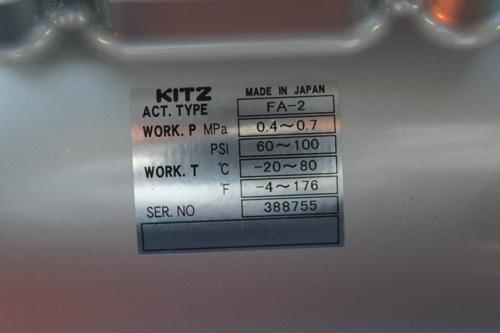 KITZ MADE IN JAPAN
ACT. TYPE FA-2
WORK. P MPa 0.4～0.7
PSI 60～100
WORK. T ℃ -20～80
℉ -4～176
SER. NO 388755